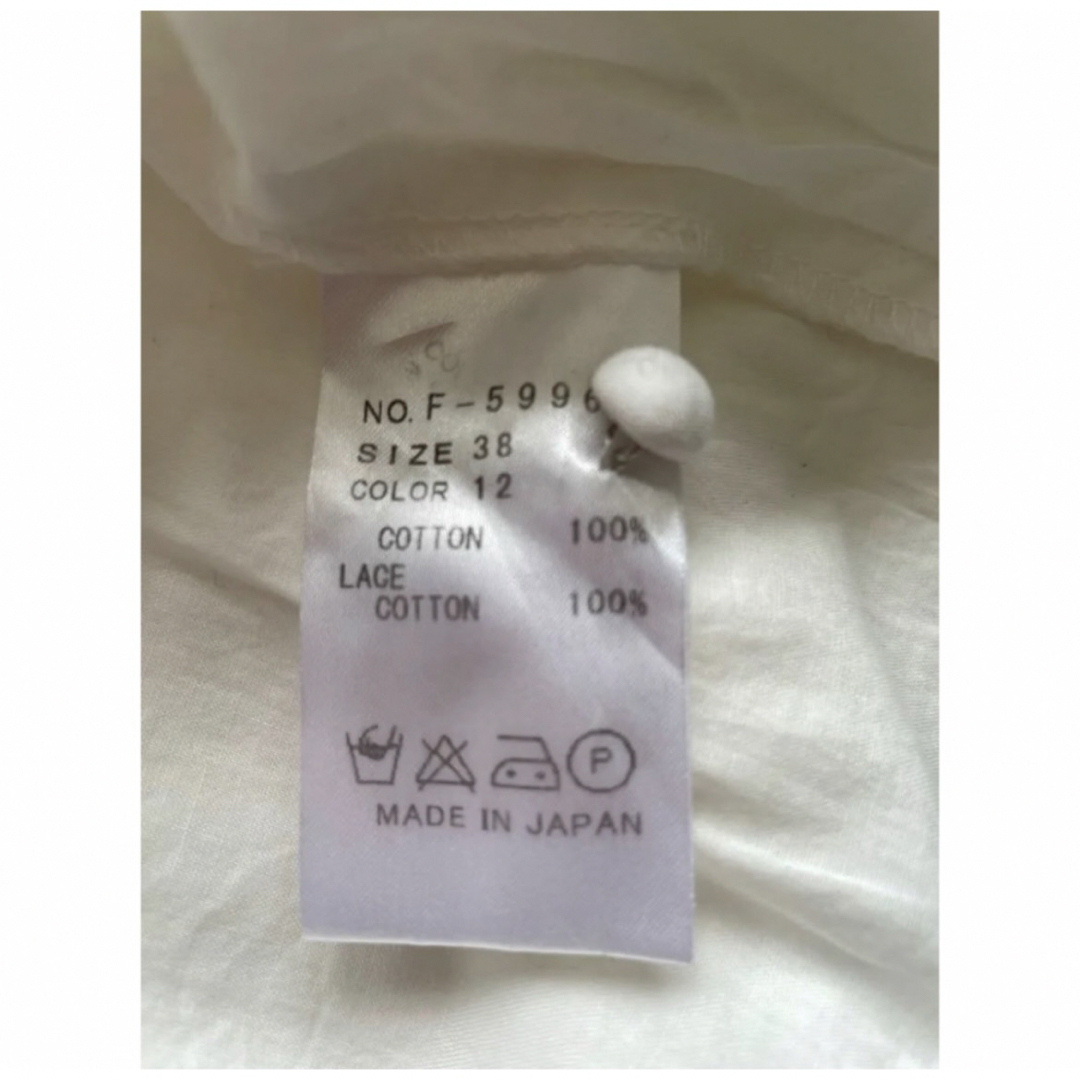 NO. F-5996
SIZE 38
COLOR 12
COTTON 100%
LACE
COTTON 100%
P
MADE IN JAPAN